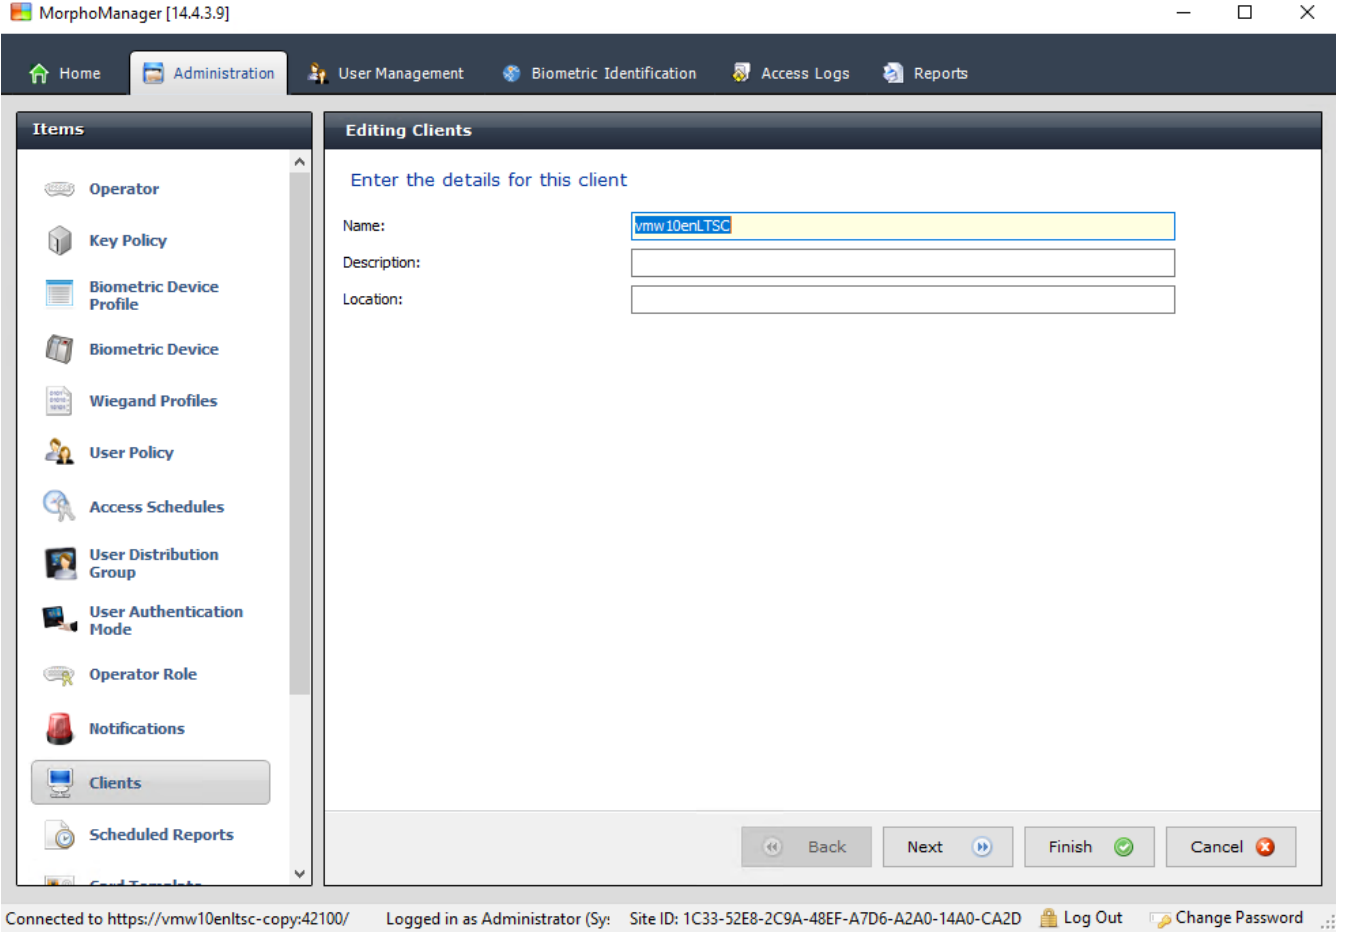 MorphoManager [14.4.3.9]
Home
Administration
User Management
Biometric Identification
Access Logs
Reports
Items
Operator
Key Policy
Biometric Device
Profile
Biometric Device
Wiegand Profiles
User Policy
Access Schedules
User Distribution
Group
User Authentication
Mode
Operator Role
Notifications
Clients
Scheduled Reports
Card Template
Editing Clients
Enter the details for this client
Name:
vmw10enLTSC
Description:
Location:
Back
Next
Finish
Cancel
Connected to https://vmw10enltsc-copy:42100/
Logged in as Administrator (Sy:
Site ID: 1C33-52E8-2C9A-48EF-A7D6-A2A0-14A0-CA2D
Log Out
Change Password